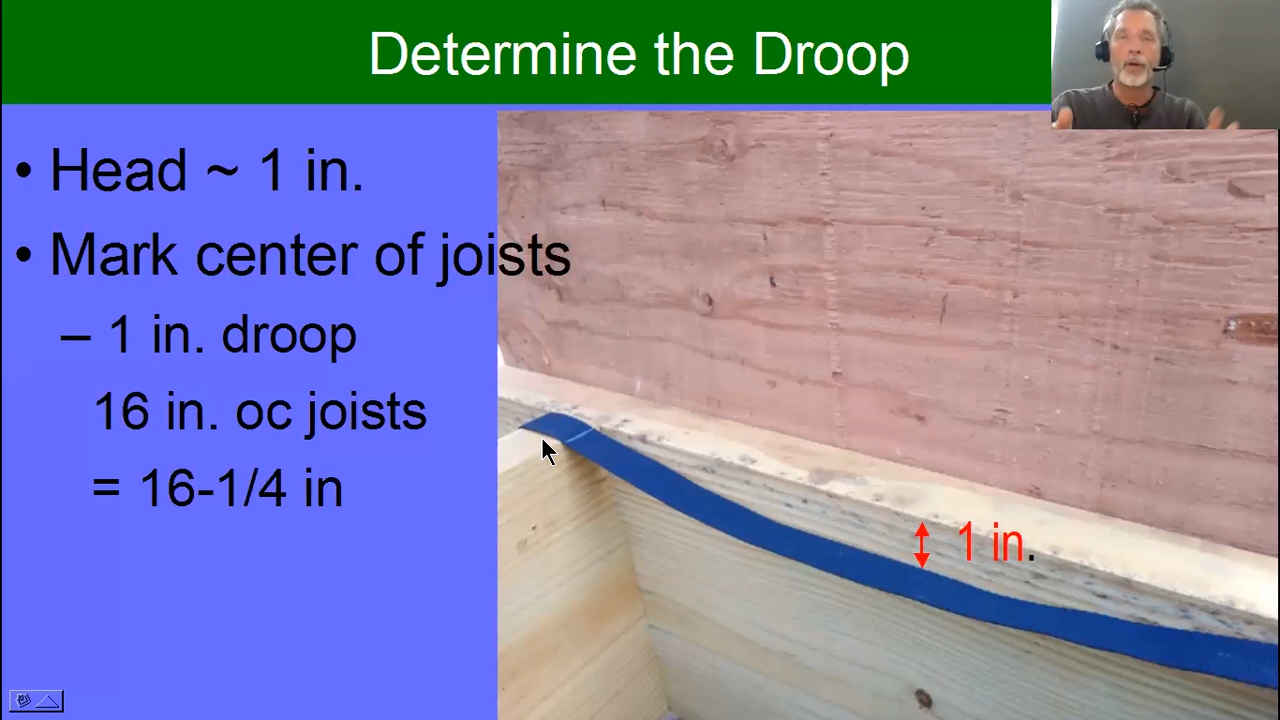 Determine the Droop
• Head ~ 1 in.
• Mark center of joists
– 1 in. droop
16 in. oc joists
= 16-1/4 in
1 in.